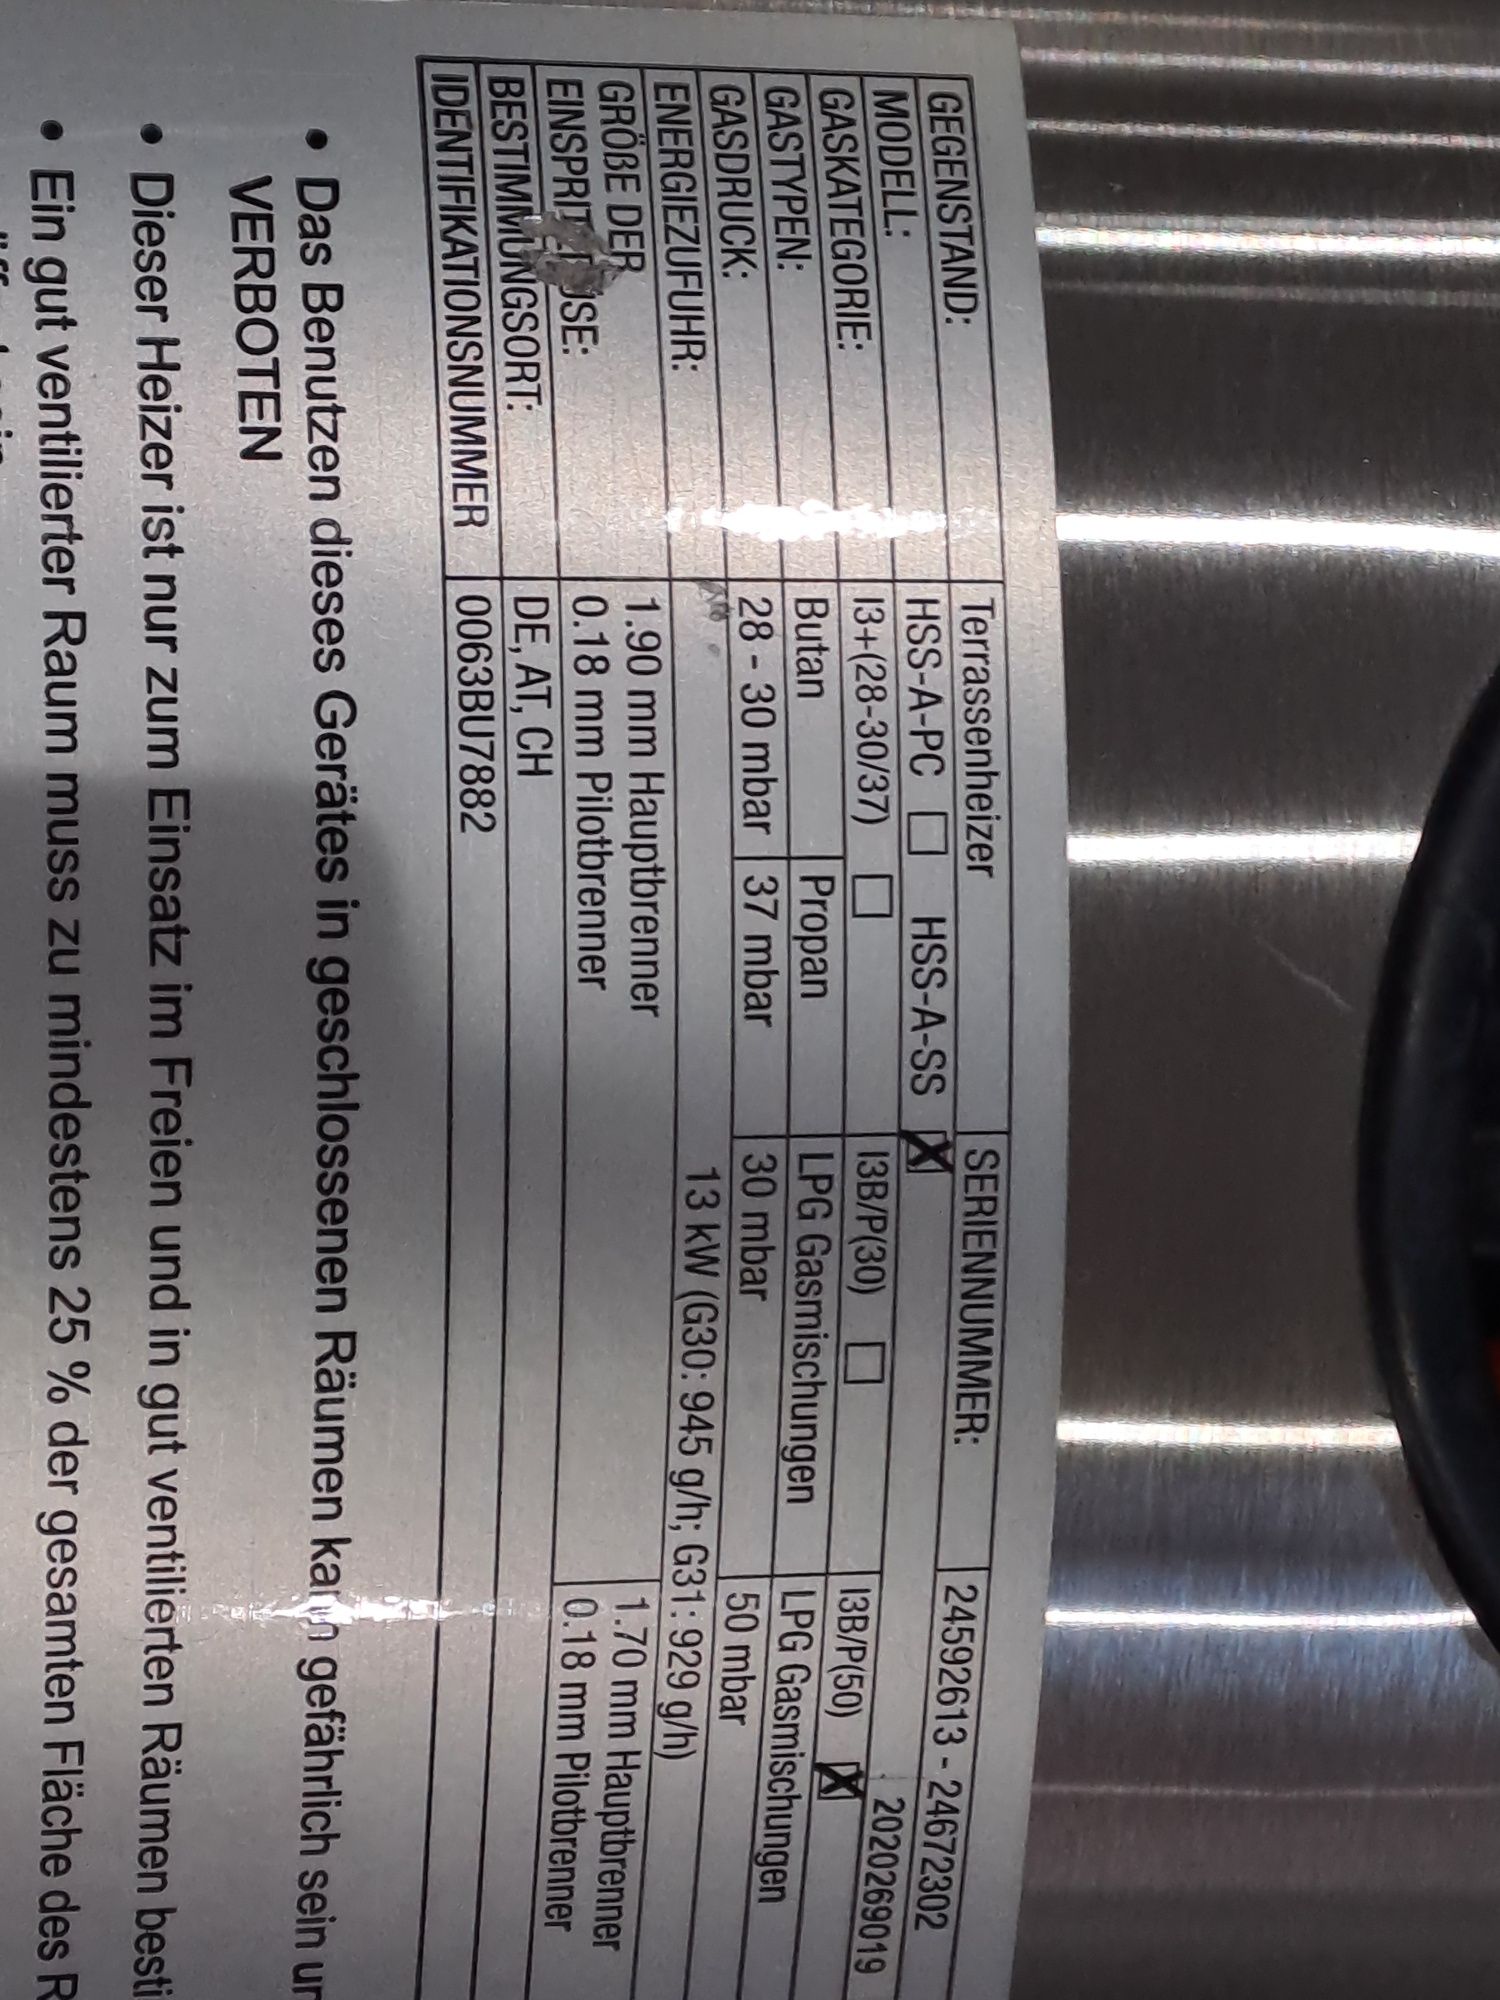 GEGENSTAND: Terrassenheizer SERIENNUMMER: 24592613 - 24672302
MODELL: HSS-A-PC ☐ HSS-A-SS ☒ 2020269019
GASKATEGORIE: I3+(28-30/37) ☐ I3B/P(30) ☐ I3B/P(50) ☒
GASTYPEN: Butan Propan LPG Gasmischungen LPG Gasmischungen
GASDRUCK: 28 - 30 mbar 37 mbar 30 mbar 50 mbar
ENERGIEZUFUHR: 13 kW (G30: 945 g/h; G31: 929 g/h)
GRÖßE DER 1.90 mm Hauptbrenner 1.70 mm Hauptbrenner
0.18 mm Pilotbrenner 0.18 mm Pilotbrenner
BESTIMMUNGSORT: DE, AT, CH
IDENTIFIKATIONSNUMMER 0063BU7882
• Das Benutzen dieses Gerätes in geschlossenen Räumen kann gefährlich sein
VERBOTEN
• Dieser Heizer ist nur zum Einsatz im Freien und in gut ventilierten Räumen
• Ein gut ventilierter Raum muss zu mindestens 25 % der gesamten Fläche des